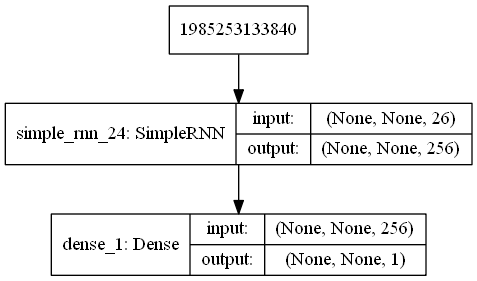 1985253133840
simple_rnn_24: SimpleRNN
input:
(None, None, 26)
output:
(None, None, 256)
dense_1: Dense
input:
(None, None, 256)
output:
(None, None, 1)